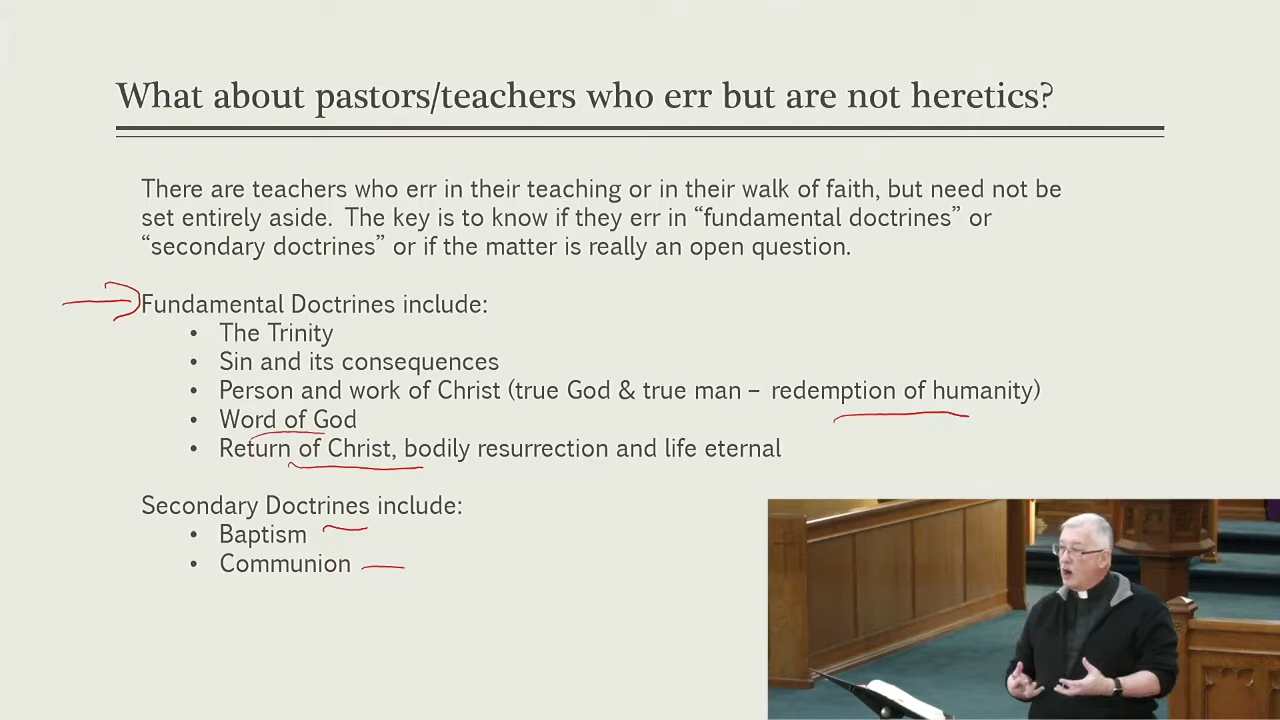 What about pastors/teachers who err but are not heretics?
There are teachers who err in their teaching or in their walk of faith, but need not be
set entirely aside. The key is to know if they err in “fundamental doctrines” or
“secondary doctrines” or if the matter is really an open question.
Fundamental Doctrines include:
• The Trinity
• Sin and its consequences
• Person and work of Christ (true God & true man – redemption of humanity)
• Word of God
• Return of Christ, bodily resurrection and life eternal
Secondary Doctrines include:
• Baptism
• Communion